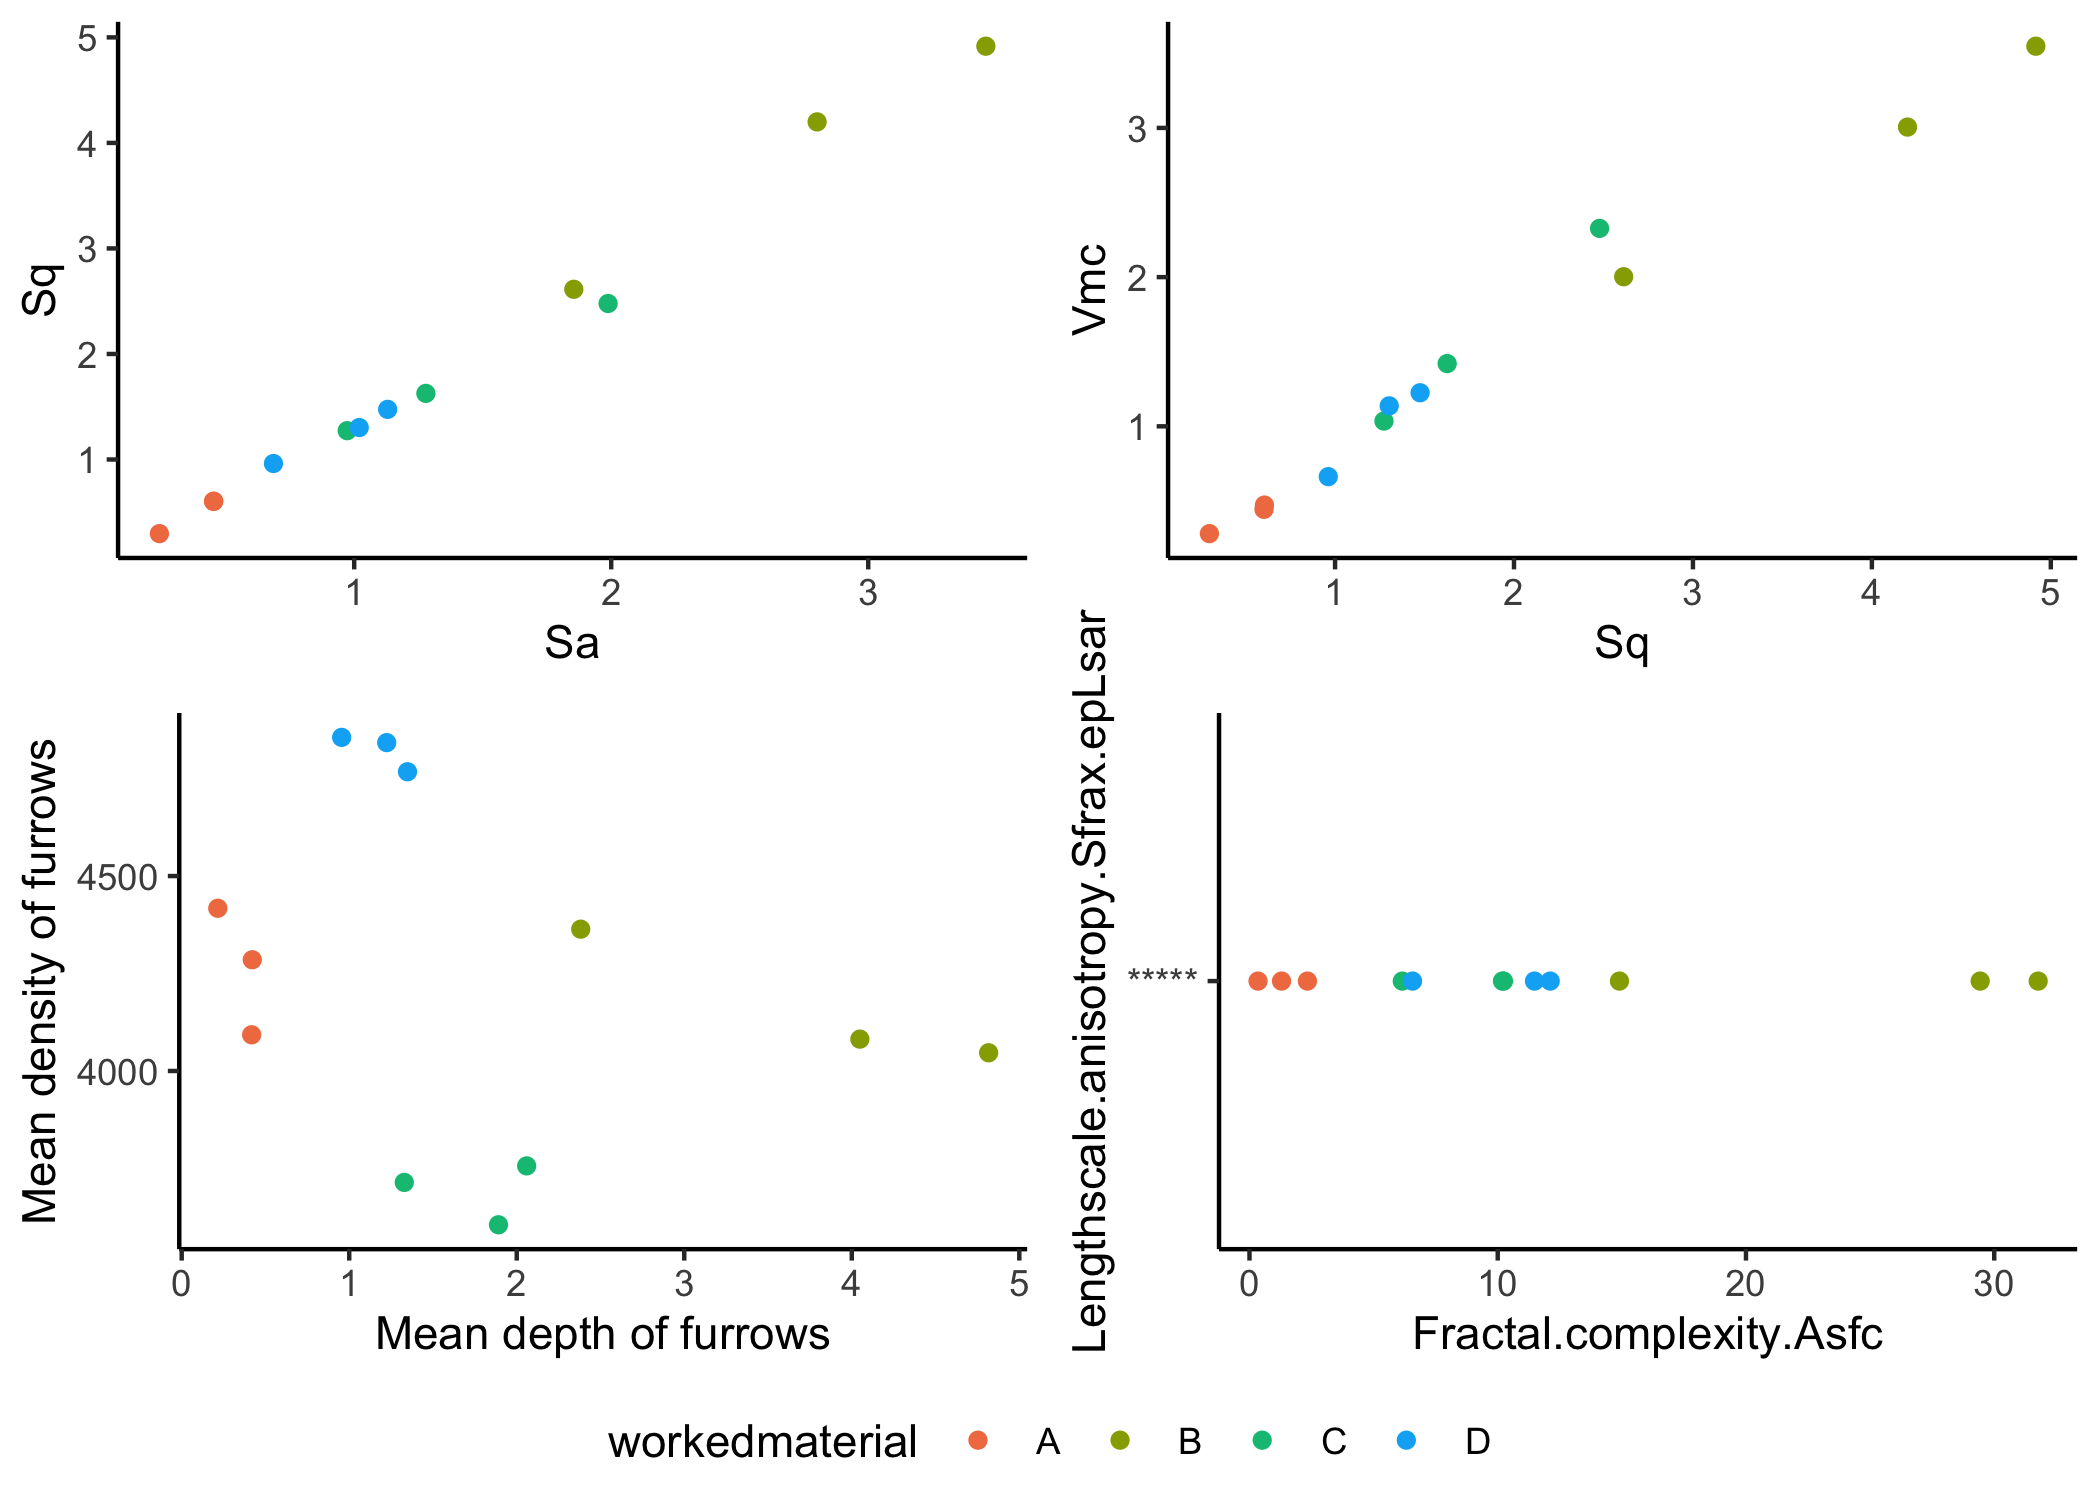 5
4
3
2
1
Sq
1 2 3
Sa
3
2
1
Vmc
1 2 3 4 5
Sq
4500
4000
Mean density of furrows
0 1 2 3 4 5
Mean depth of furrows
*****
Lengthscale.anisotropy.Sfrax.epLsar
0 10 20 30
Fractal.complexity.Asfc
workedmaterial A B C D